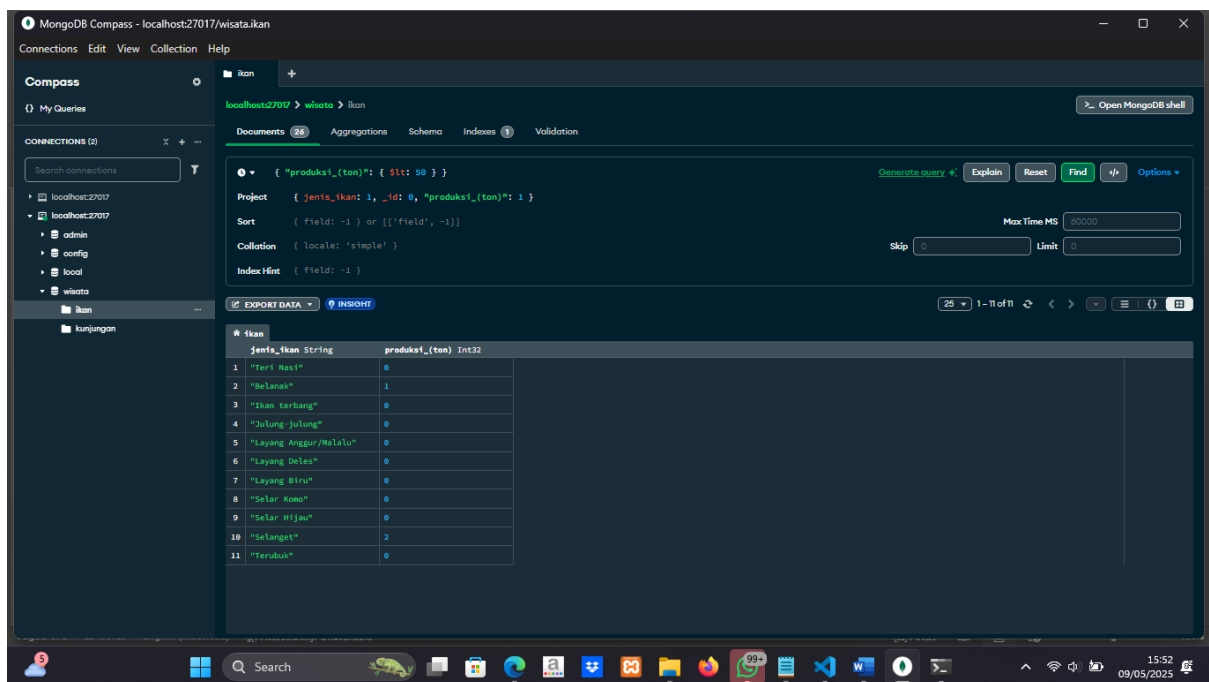 MongoDB Compass - localhost:27017/wisata.ikan
Connections Edit View Collection Help
Compass
{} My Queries
CONNECTIONS (2)
Search connections
localhost:27017
localhost:27017
admin
config
local
wisata
ikan
kunjungan
ikan
localhost:27017 > wisata > ikan
>_ Open MongoDB shell
Documents 26 Aggregations Schema Indexes 1 Validation
{ "produksi_(ton)": { $lt: 50 } }
Generate query Explain Reset Find </> Options
Project { jenis_ikan: 1, _id: 0, "produksi_(ton)": 1 }
Sort { field: -1 } or [['field', -1]]
Max Time MS 60000
Collation { locale: 'simple' }
Skip 0 Limit 0
Index Hint { field: -1 }
EXPORT DATA INSIGHT
25 1 – 11 of 11
ikan
jenis_ikan String produksi_(ton) Int32
1 "Teri Nasi" 0
2 "Belanak" 1
3 "Ikan terbang" 0
4 "Julung-julung" 0
5 "Layang Anggur/Malalu" 0
6 "Layang Deles" 0
7 "Layang Biru" 0
8 "Selar Komo" 0
9 "Selar Hijau" 0
10 "Selanget" 2
11 "Terubuk" 0
5
Search
99+
15:52
09/05/2025